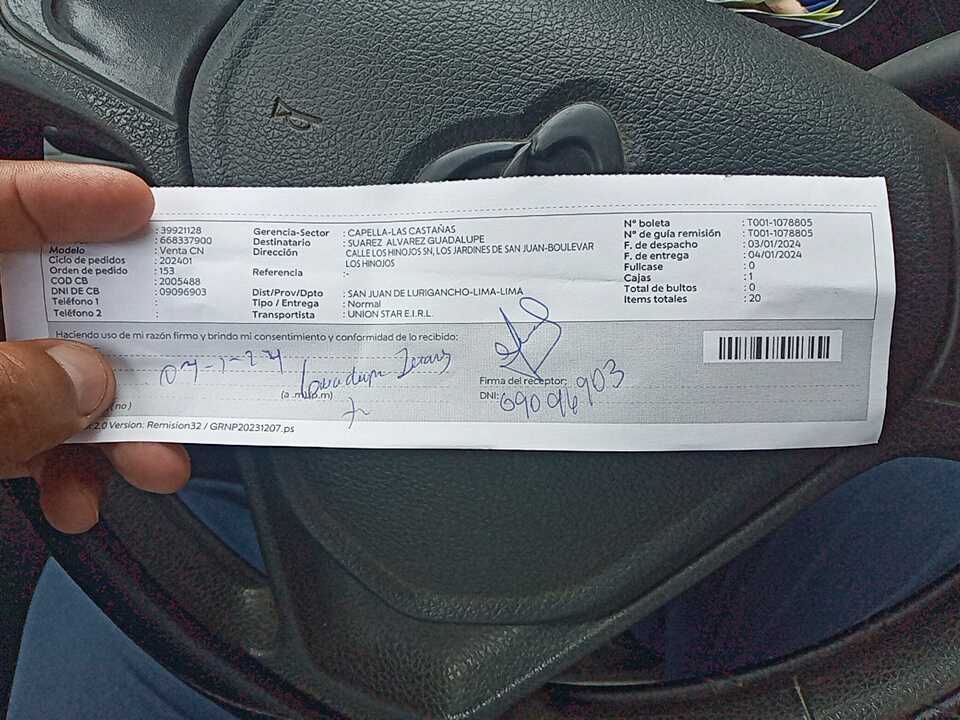 : 39921128
: 668337900
Modelo : Venta CN
Ciclo de pedidos : 202401
Orden de pedido : 153
COD CB : 2005488
DNI DE CB : 09096903
Teléfono 1 :
Teléfono 2 :
Gerencia-Sector : CAPELLA-LAS CASTAÑAS
Destinatario : SUAREZ ALVAREZ GUADALUPE
Dirección : CALLE LOS HINOJOS SN, LOS JARDINES DE SAN JUAN-BOULEVAR
LOS HINOJOS
Referencia :-
Dist/Prov/Dpto : SAN JUAN DE LURIGANCHO-LIMA-LIMA
Tipo / Entrega : Normal
Transportista : UNION STAR E.I.R.L.
N° boleta : T001-1078805
N° de guía remisión : T001-1078805
F. de despacho : 03/01/2024
F. de entrega : 04/01/2024
Fullcase : 0
Cajas : 1
Total de bultos : 0
Items totales : 20
Haciendo uso de mi razón firmo y brindo mi consentimiento y conformidad de lo recibido:
04-1-24
Firma del receptor:
DNI: 09096903
(no)
2.0 Version: Remision32 / GRNP20231207.ps